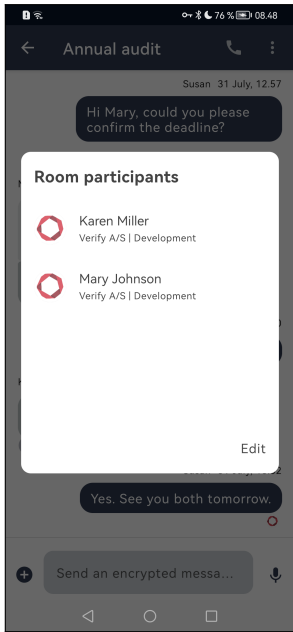 76 % 08.48
Annual audit
Susan 31 July, 12.57
Hi Mary, could you please
confirm the deadline?
Room participants
Karen Miller
Verify A/S | Development
Mary Johnson
Verify A/S | Development
Edit
Yes. See you both tomorrow.
Send an encrypted messa...